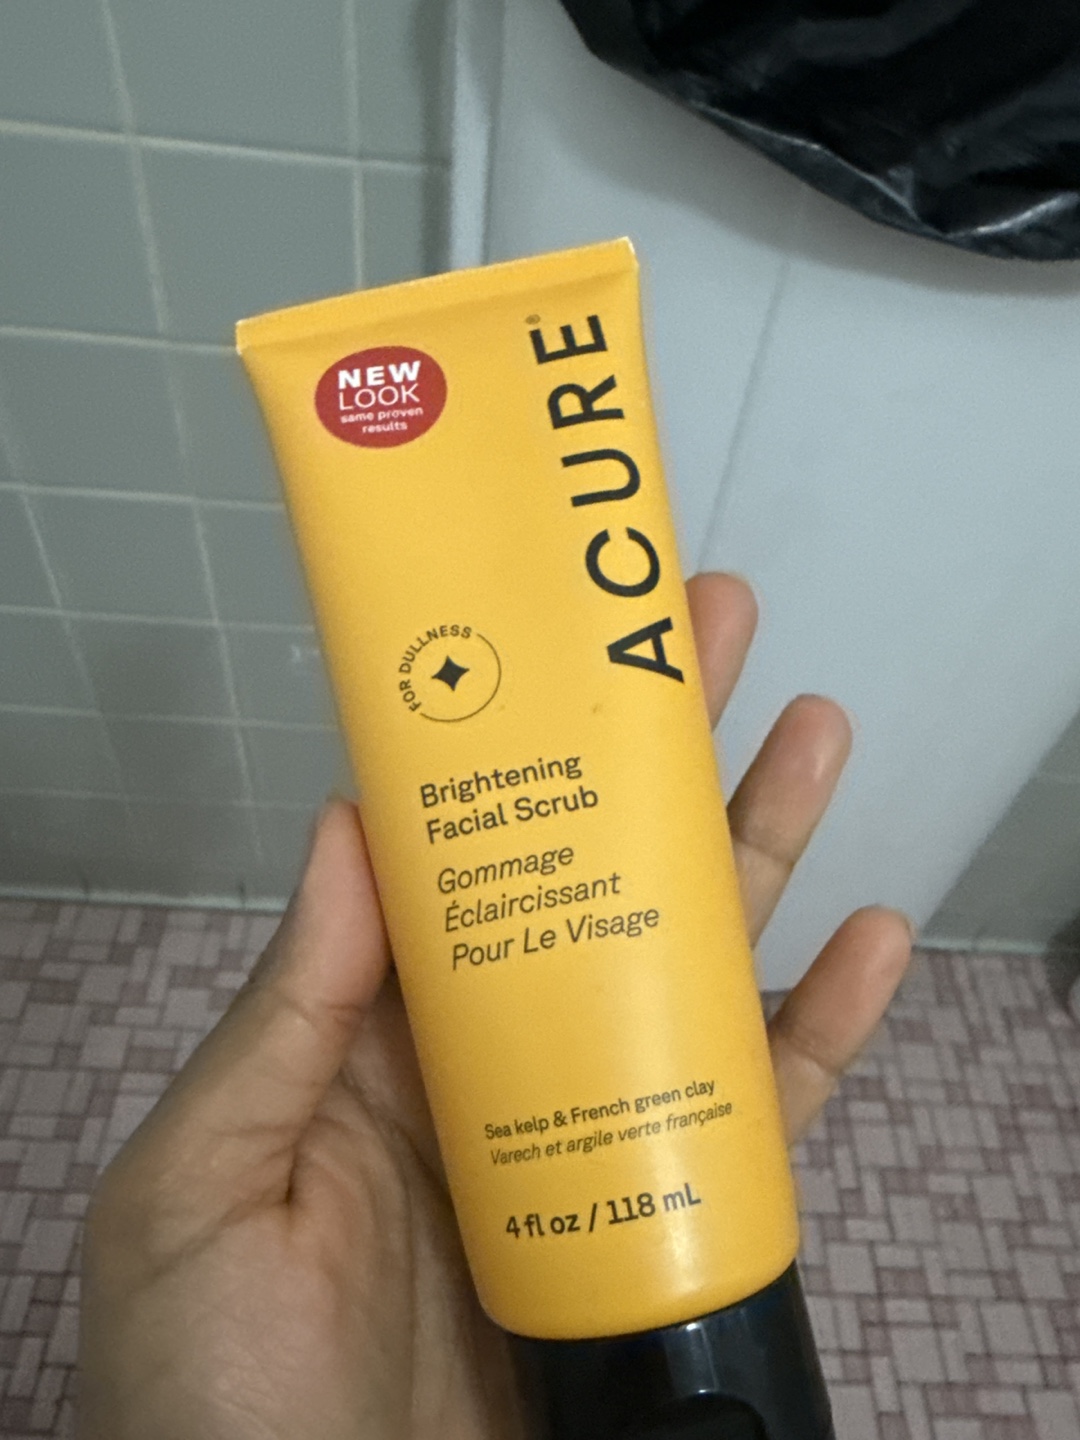 NEW
LOOK
same proven
results
ACURE®
FOR DULLNESS
Brightening
Facial Scrub
Gommage
Éclaircissant
Pour Le Visage
Sea kelp & French green clay
Varech et argile verte française
4 fl oz / 118 mL